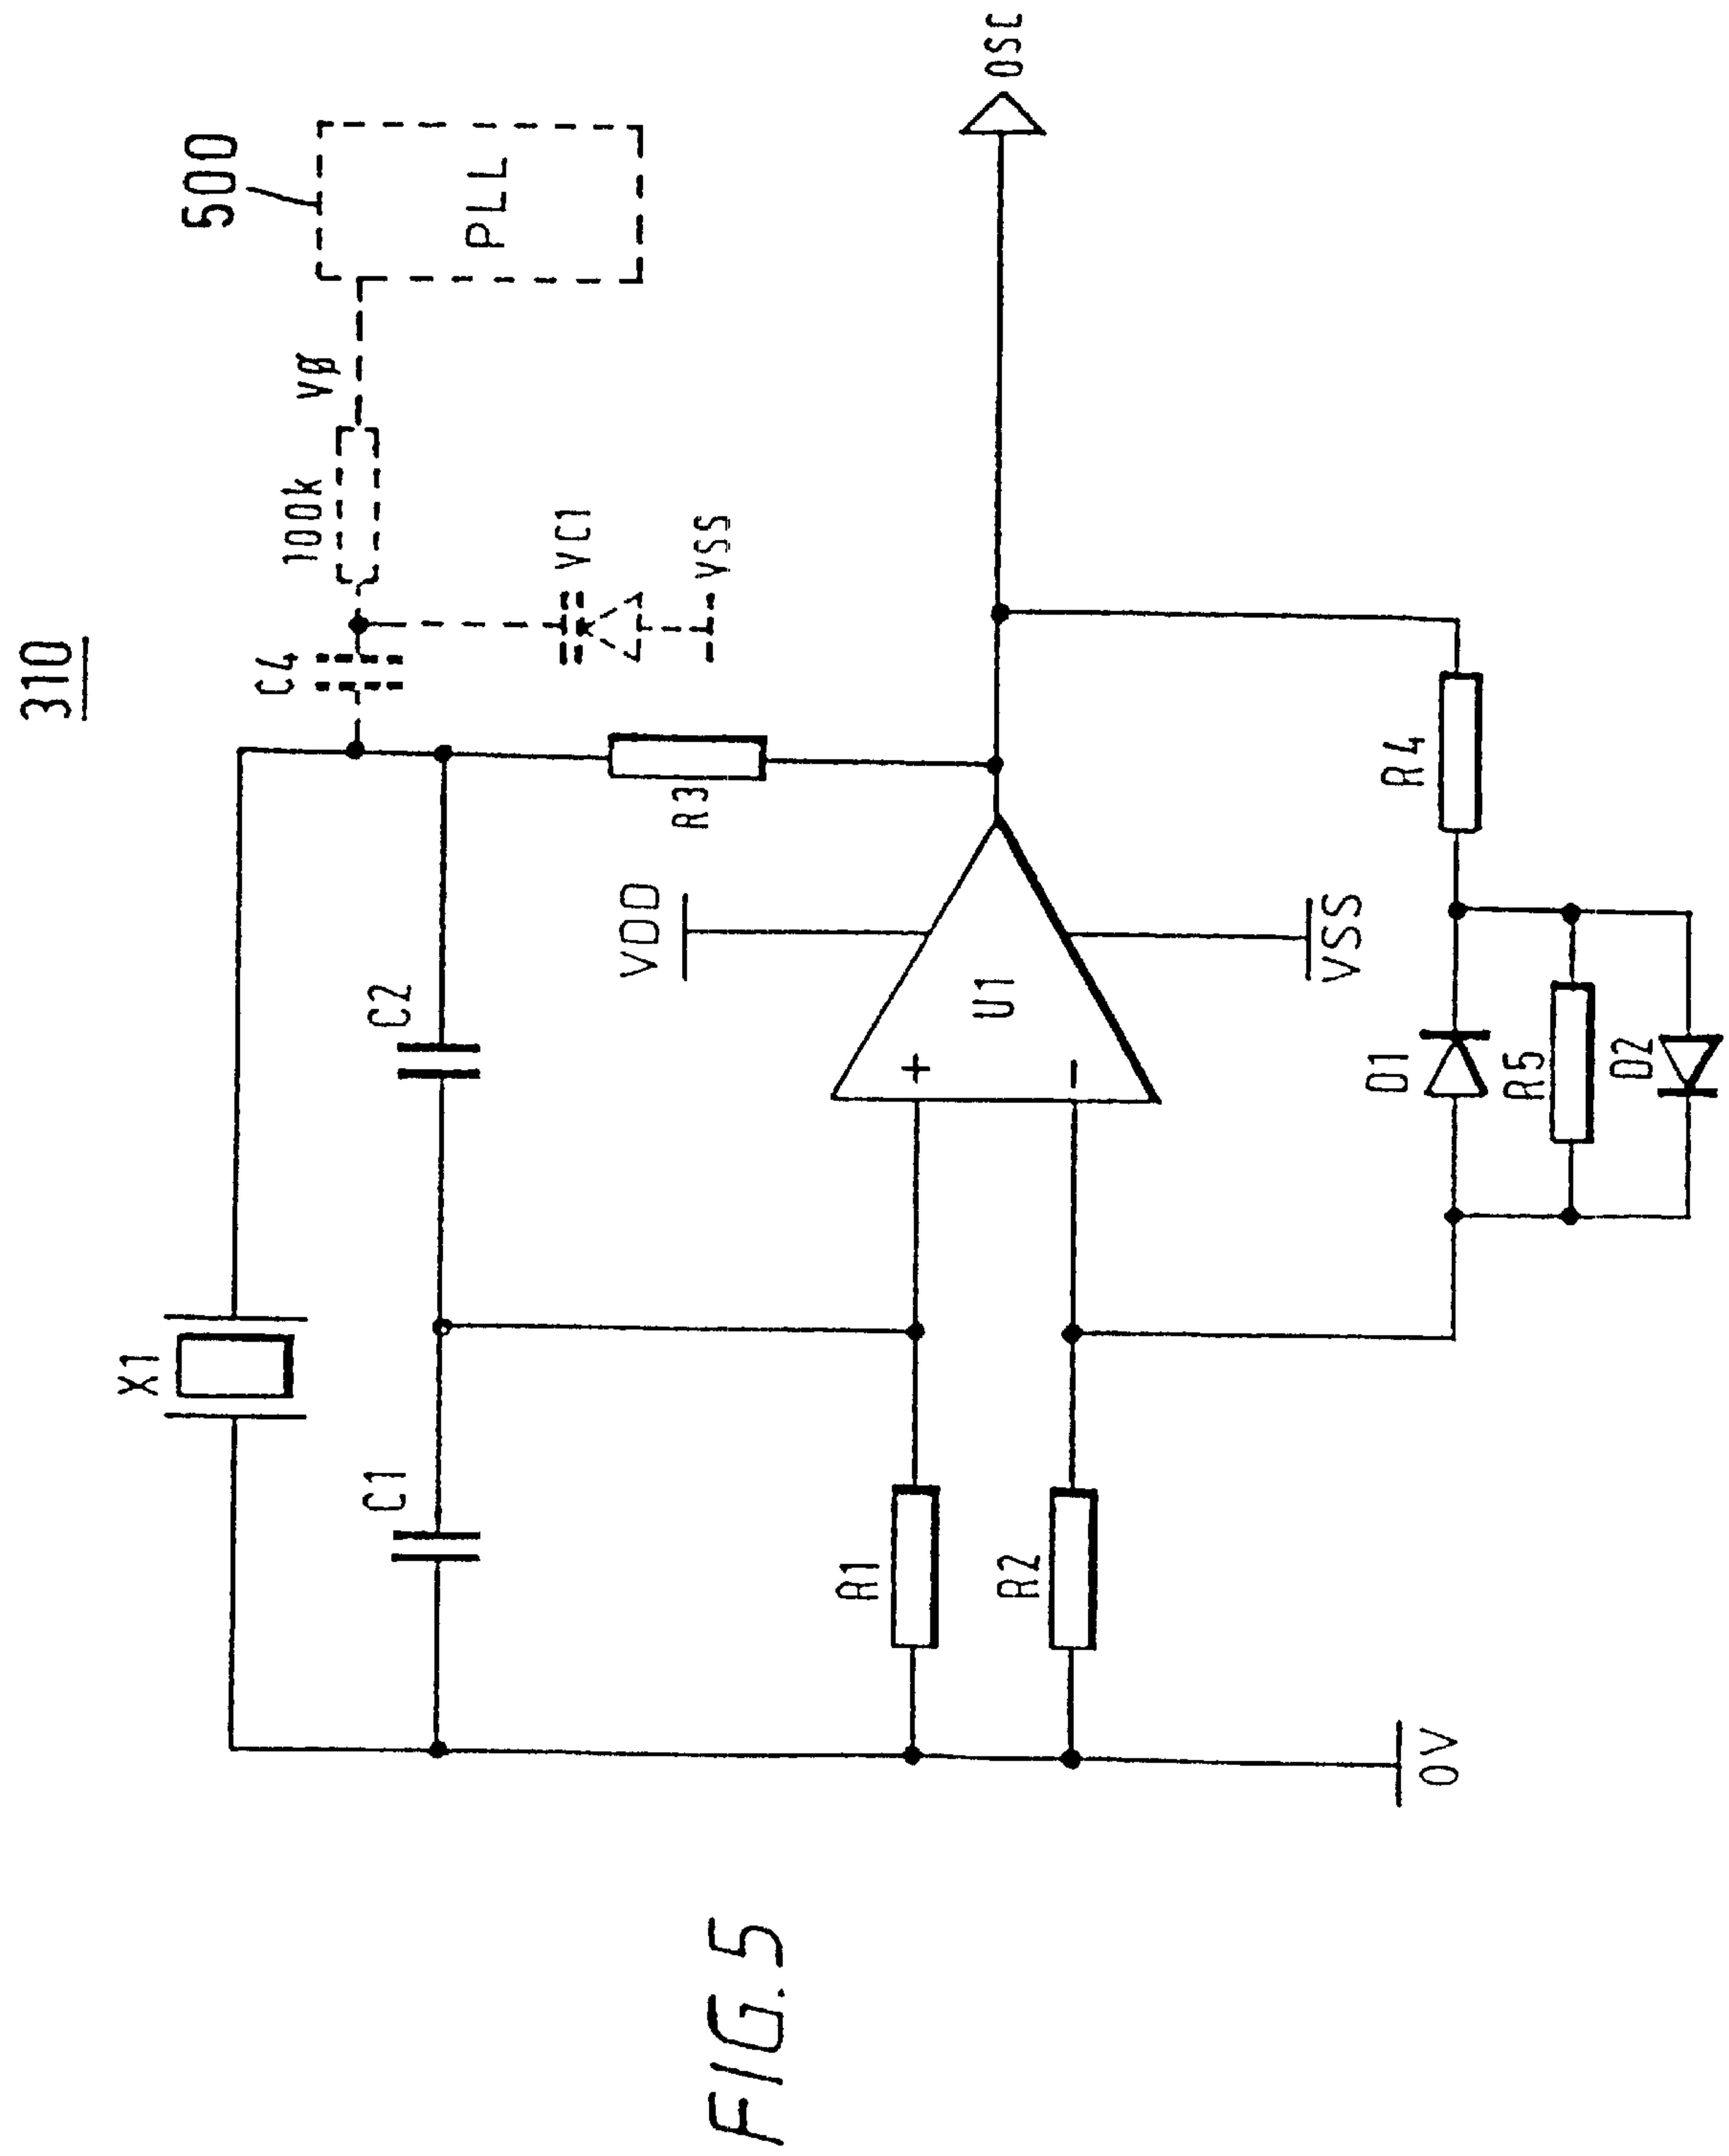 310
500
PLL
X1
C4
100k
VØ
C1
C2
VC1
VSS
R3
VDD
+
U1
−
OSC
R1
R2
VSS
R4
D1
R5
D2
0V
FIG. 5